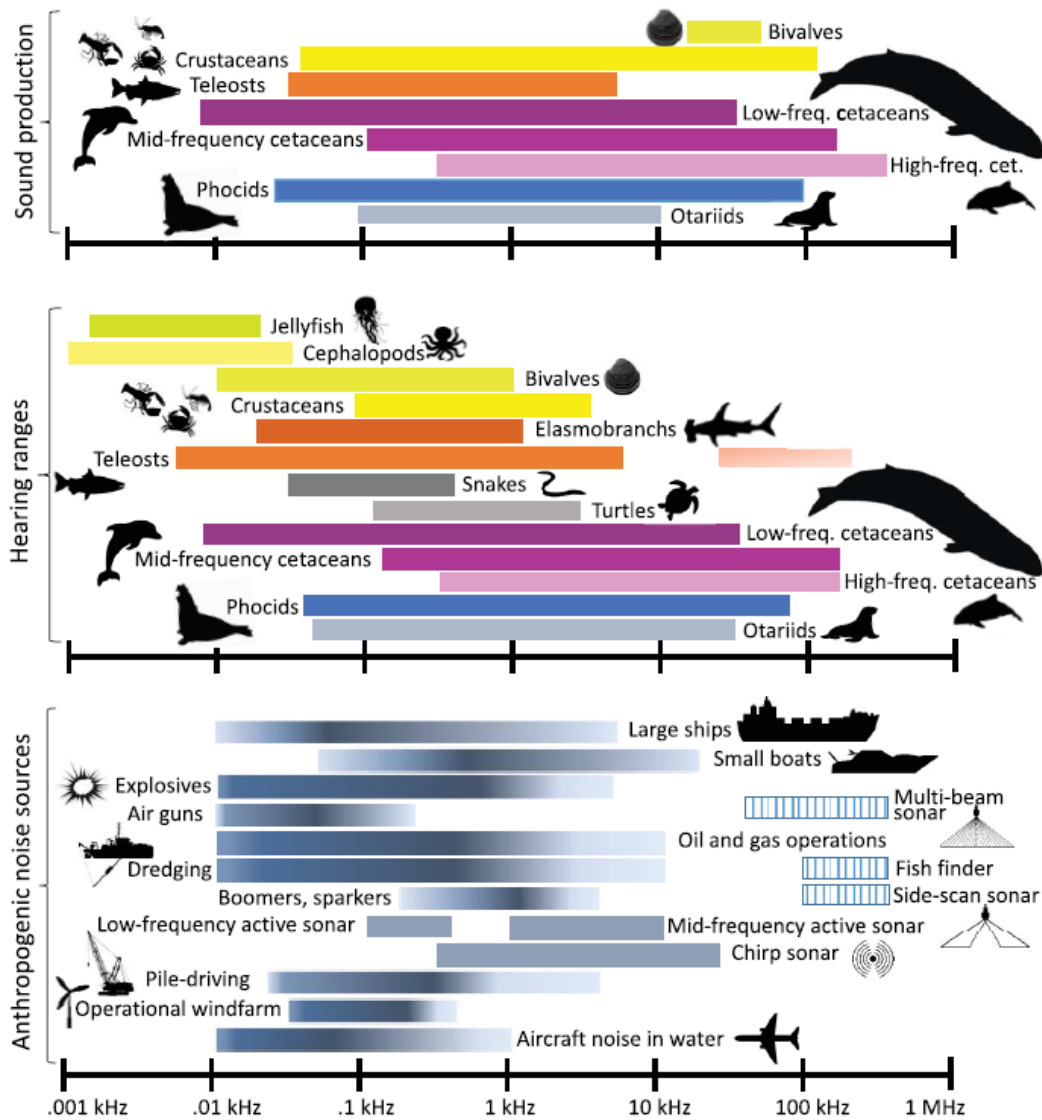 Sound production
Bivalves
Crustaceans
Teleosts
Low-freq. cetaceans
Mid-frequency cetaceans
High-freq. cet.
Phocids
Otariids
Hearing ranges
Jellyfish
Cephalopods
Bivalves
Crustaceans
Elasmobranchs
Teleosts
Snakes
Turtles
Low-freq. cetaceans
Mid-frequency cetaceans
High-freq. cetaceans
Phocids
Otariids
Anthropogenic noise sources
Large ships
Small boats
Explosives
Multi-beam
sonar
Air guns
Oil and gas operations
Dredging
Fish finder
Boomers, sparkers
Side-scan sonar
Low-frequency active sonar
Mid-frequency active sonar
Chirp sonar
Pile-driving
Operational windfarm
Aircraft noise in water
.001 kHz .01 kHz .1 kHz 1 kHz 10 kHz 100 kHz 1 MHz